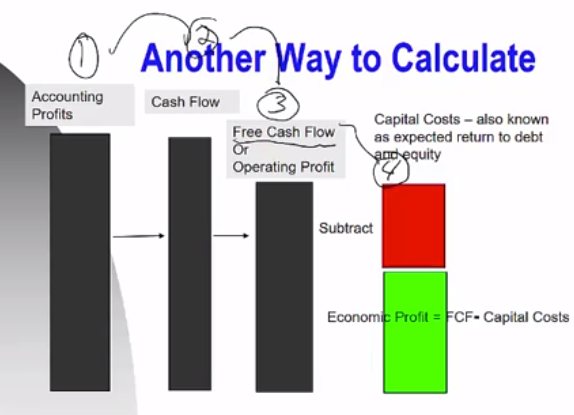 1
2
Another Way to Calculate
Accounting
Profits
Cash Flow
3
Free Cash Flow
Or
Operating Profit
Capital Costs – also known
as expected return to debt
and equity
4
Subtract
Economic Profit = FCF- Capital Costs